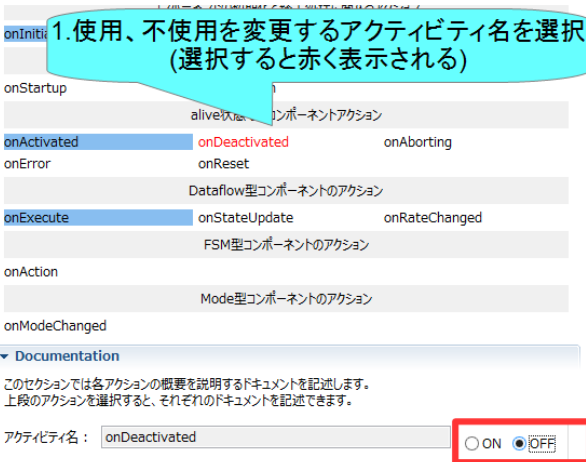 1.使用、不使用を変更するアクティビティ名を選択
(選択すると赤く表示される)
onInitia
onStartup
alive状態 コンポーネントアクション
onActivated onDeactivated onAborting
onError onReset
Dataflow型コンポーネントのアクション
onExecute onStateUpdate onRateChanged
FSM型コンポーネントのアクション
onAction
Mode型コンポーネントのアクション
onModeChanged
Documentation
このセクションでは各アクションの概要を説明するドキュメントを記述します。
上段のアクションを選択すると、それぞれのドキュメントを記述できます。
アクティビティ名： onDeactivated ON OFF